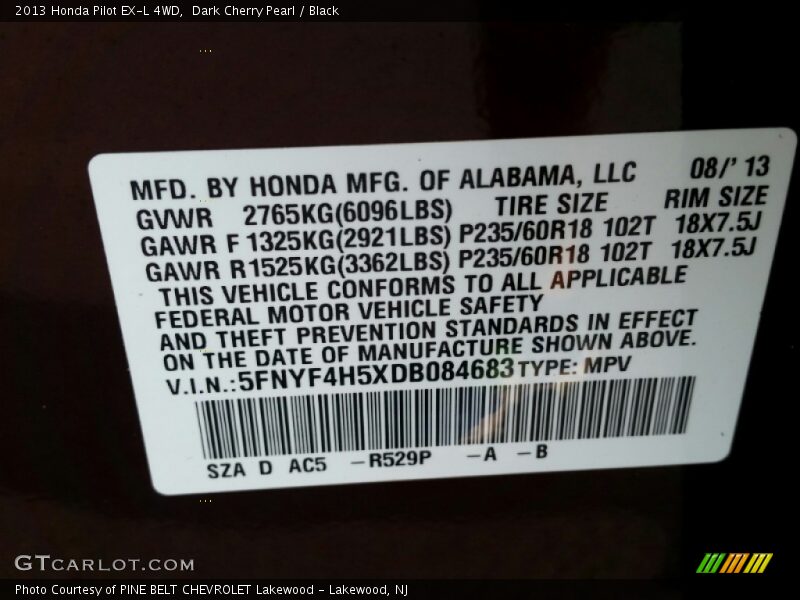 2013 Honda Pilot EX-L 4WD, Dark Cherry Pearl / Black
MFD. BY HONDA MFG. OF ALABAMA, LLC 08/' 13
GVWR 2765KG(6096LBS) TIRE SIZE RIM SIZE
GAWR F 1325KG(2921LBS) P235/60R18 102T 18X7.5J
GAWR R1525KG(3362LBS) P235/60R18 102T 18X7.5J
THIS VEHICLE CONFORMS TO ALL APPLICABLE
FEDERAL MOTOR VEHICLE SAFETY
AND THEFT PREVENTION STANDARDS IN EFFECT
ON THE DATE OF MANUFACTURE SHOWN ABOVE.
V.I.N.:5FNYF4H5XDB084683 TYPE: MPV
SZA D AC5 -R529P -A -B
GTCARLOT.COM
Photo Courtesy of PINE BELT CHEVROLET Lakewood - Lakewood, NJ